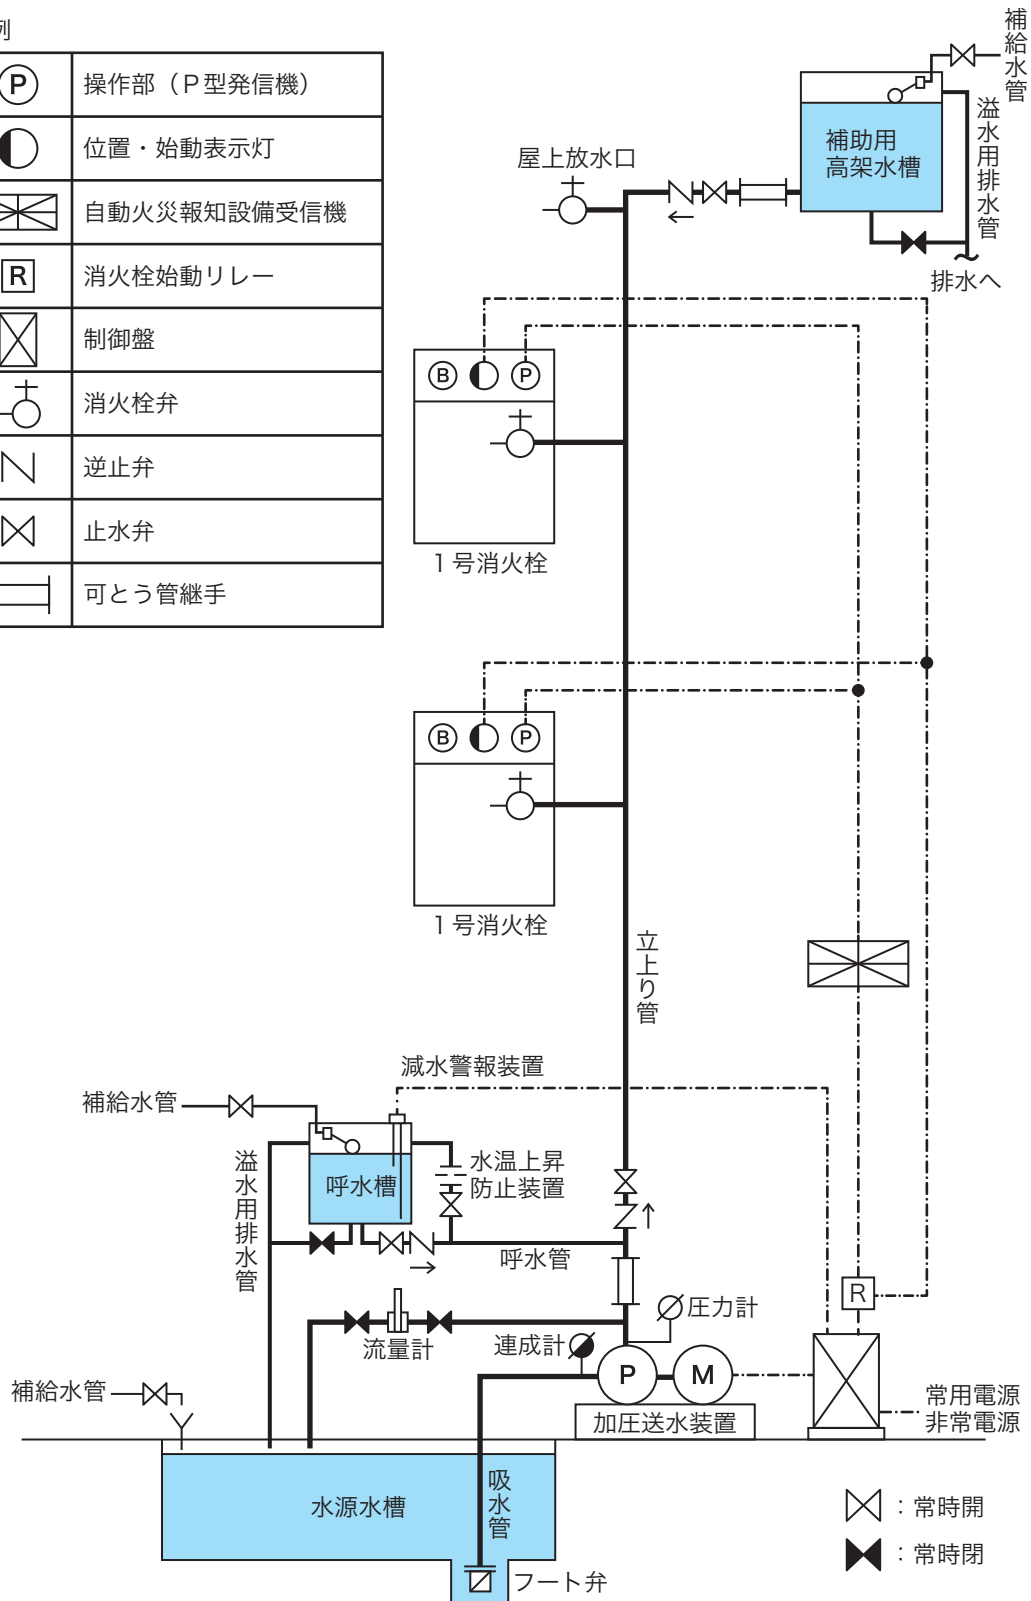 例
P
操作部（P型発信機）
位置・始動表示灯
自動火災報知設備受信機
R
消火栓始動リレー
制御盤
消火栓弁
逆止弁
止水弁
可とう管継手
補給水管
溢水用排水管
補助用
高架水槽
排水へ
屋上放水口
B
P
1号消火栓
B
P
1号消火栓
立上り管
減水警報装置
補給水管
溢水用排水管
呼水槽
水温上昇
防止装置
呼水管
流量計
連成計
圧力計
P
M
加圧送水装置
R
常用電源
非常電源
補給水管
水源水槽
吸水管
フート弁
：常時開
：常時閉